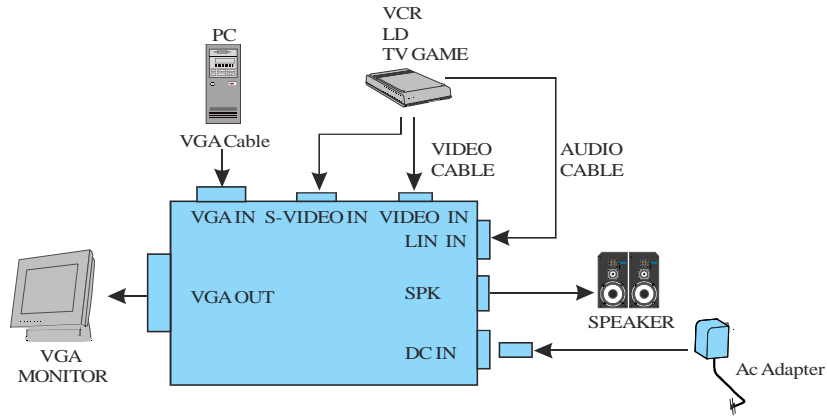 VCR
LD
TV GAME
PC
VGA Cable
VIDEO
CABLE
AUDIO
CABLE
VGA IN S-VIDEO IN VIDEO IN
LIN IN
VGA OUT
SPK
SPEAKER
DC IN
VGA
MONITOR
Ac Adapter